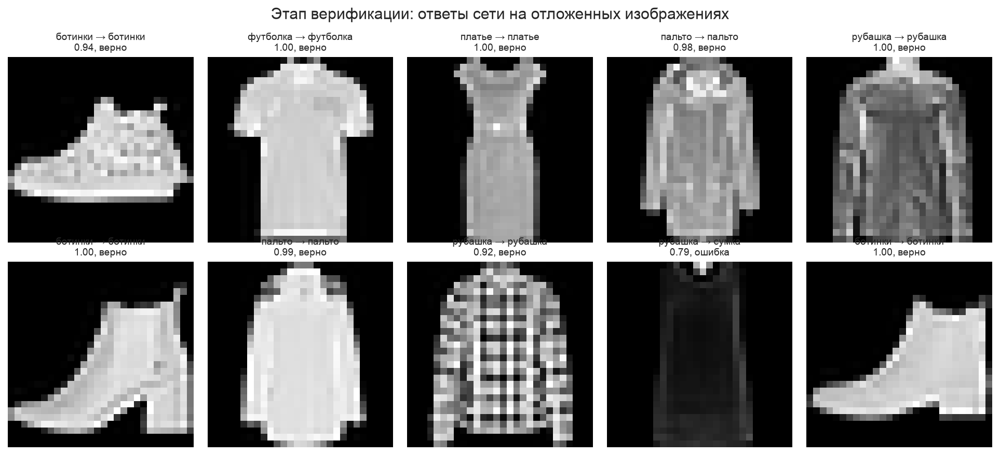 Этап верификации: ответы сети на отложенных изображениях
ботинки → ботинки
0.94, верно
футболка → футболка
1.00, верно
платье → платье
1.00, верно
пальто → пальто
0.98, верно
рубашка → рубашка
1.00, верно
ботинки → ботинки
1.00, верно
пальто → пальто
0.99, верно
рубашка → рубашка
0.92, верно
рубашка → сумка
0.79, ошибка
ботинки → ботинки
1.00, верно